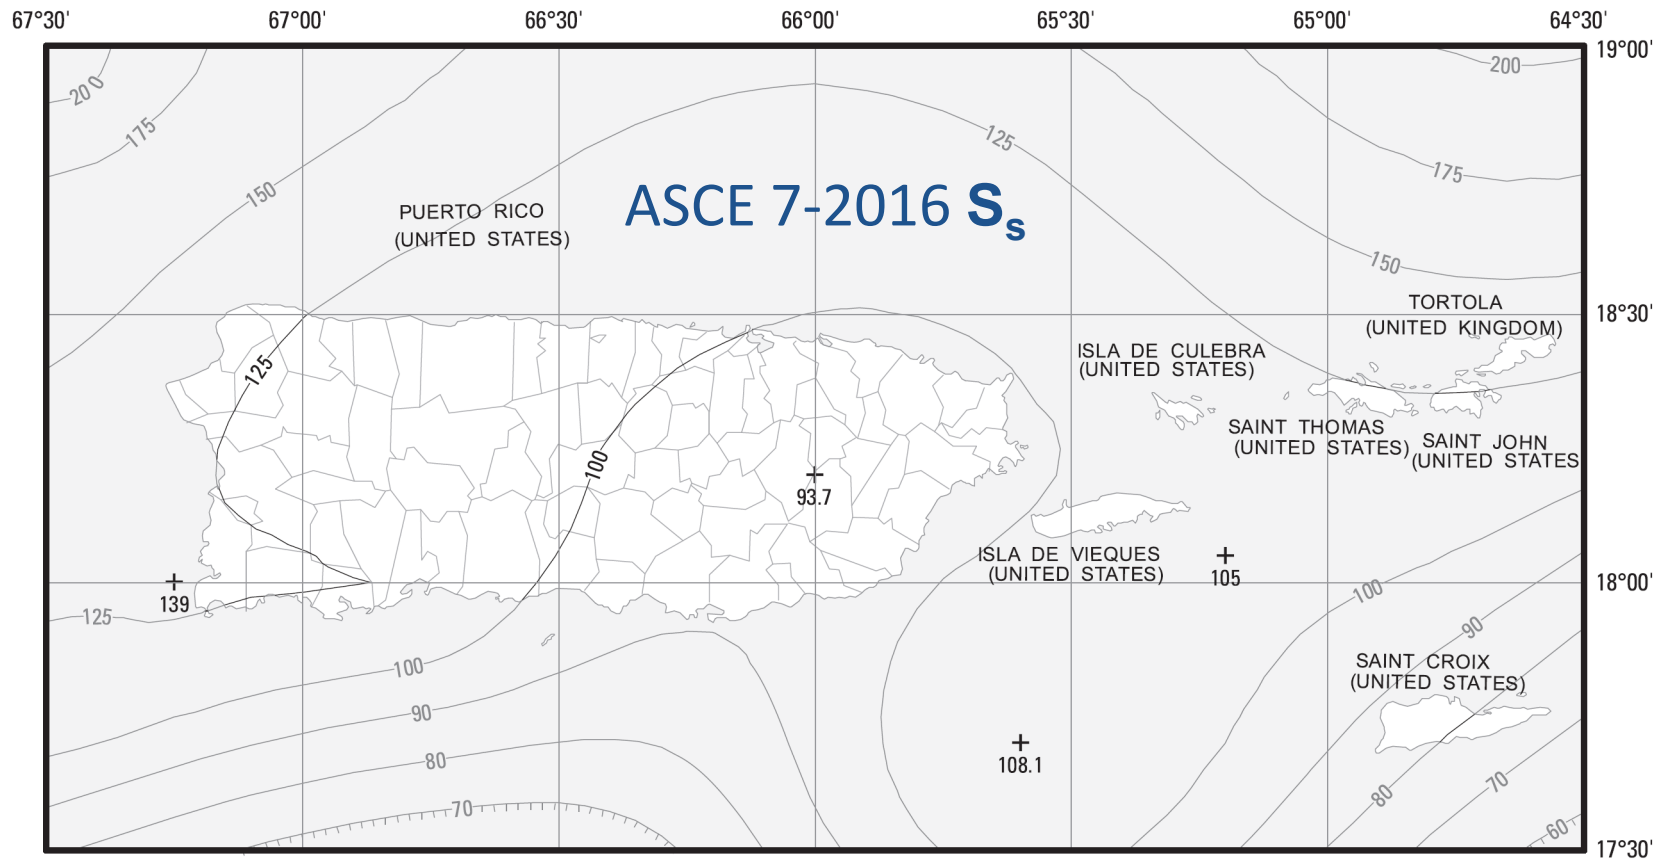 67°30' 67°00' 66°30' 66°00' 65°30' 65°00' 64°30'
19°00'
200
200
175
125
175
150
ASCE 7-2016 Ss
PUERTO RICO
(UNITED STATES)
150
TORTOLA
(UNITED KINGDOM)
18°30'
ISLA DE CULEBRA
(UNITED STATES)
125
SAINT THOMAS
(UNITED STATES)
SAINT JOHN
(UNITED STATES
100
93.7
ISLA DE VIEQUES
(UNITED STATES)
105
18°00'
139
125
100
90
100
SAINT CROIX
(UNITED STATES)
90
108.1
80
70
80
70
60
17°30'